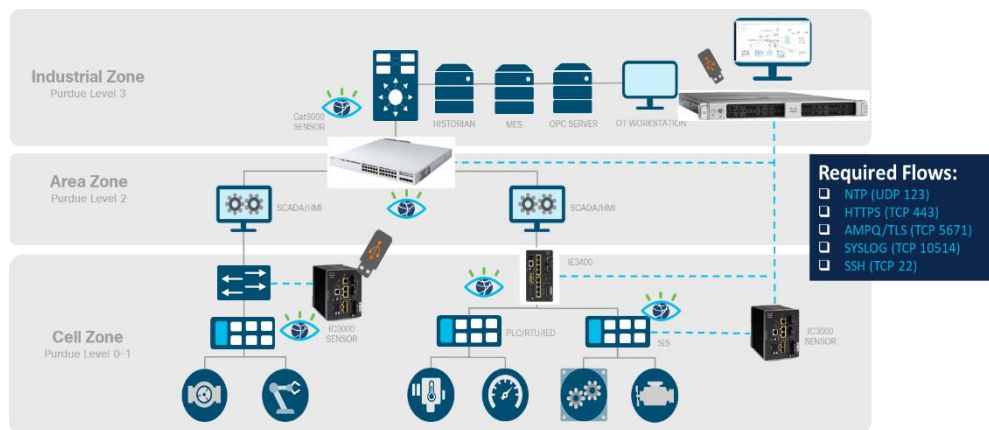 Industrial Zone
Purdue Level 3
Cat9000
SENSOR
HISTORIAN
MES
OPC SERVER
OT WORKSTATION
Area Zone
Purdue Level 2
SCADA/HMI
SCADA/HMI
Required Flows:
NTP (UDP 123)
HTTPS (TCP 443)
AMPQ/TLS (TCP 5671)
SYSLOG (TCP 10514)
SSH (TCP 22)
IE3400
Cell Zone
Purdue Level 0-1
IC3000
SENSOR
PLC/RTU/IED
SIS
IC3000
SENSOR